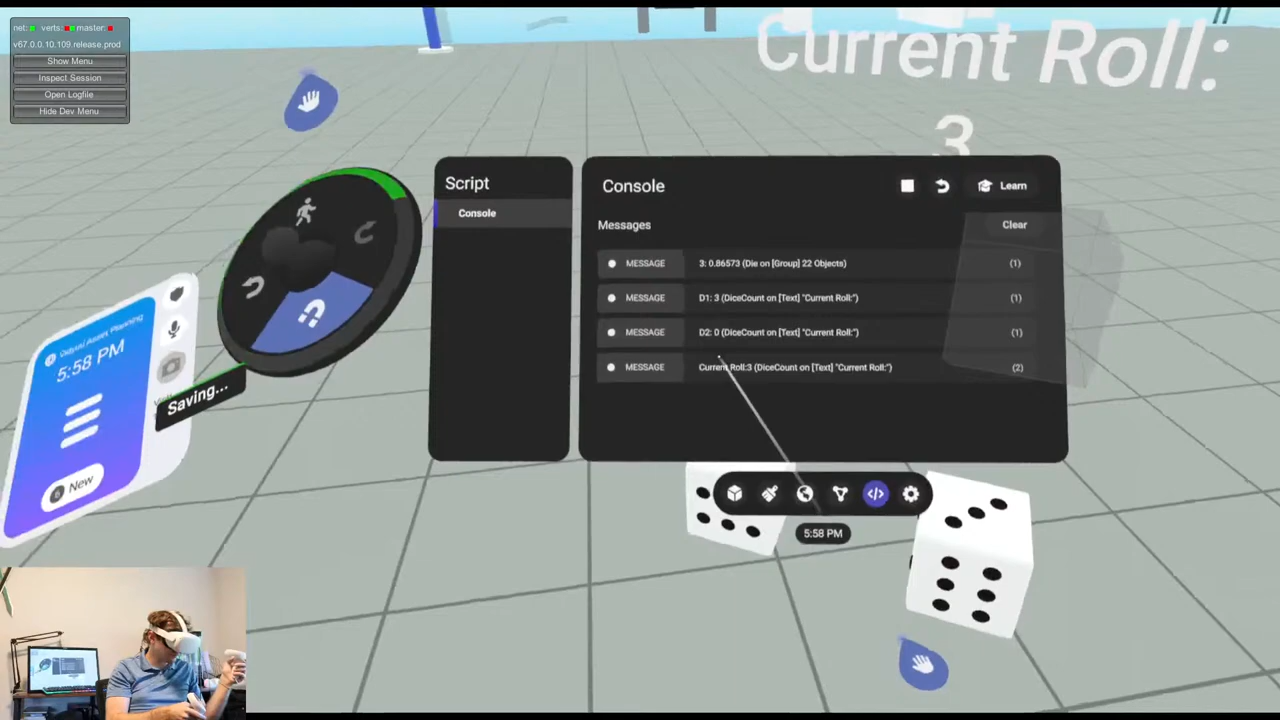 net: verts: master
v67.0.0.10.109.release.prod
Show Menu
Inspect Session
Open Logfile
Hide Dev Menu
Current Roll:
3
Script
Console
Console
Learn
Messages
Clear
MESSAGE 3: 0.86573 (Die on [Group] 22 Objects) (1)
MESSAGE D1: 3 (DiceCount on [Text] "Current Roll:") (1)
MESSAGE D2: 0 (DiceCount on [Text] "Current Roll:") (1)
MESSAGE Current Roll:3 (DiceCount on [Text] "Current Roll:") (2)
Asset Planning
5:58 PM
Saving...
New
5:58 PM